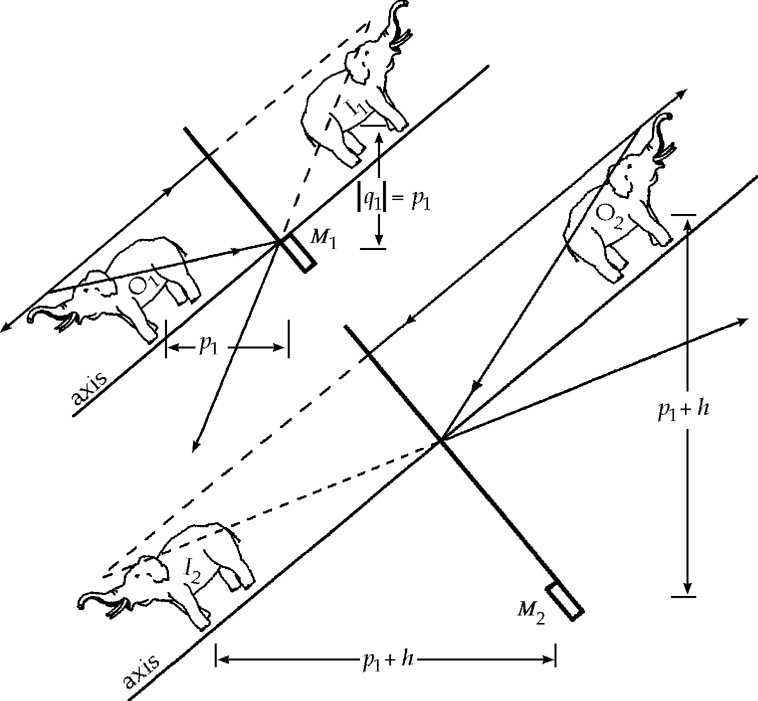 I₁
|q₁| = p₁
M₁
O₁
p₁
axis
O₂
p₁ + h
I₂
M₂
p₁ + h
axis